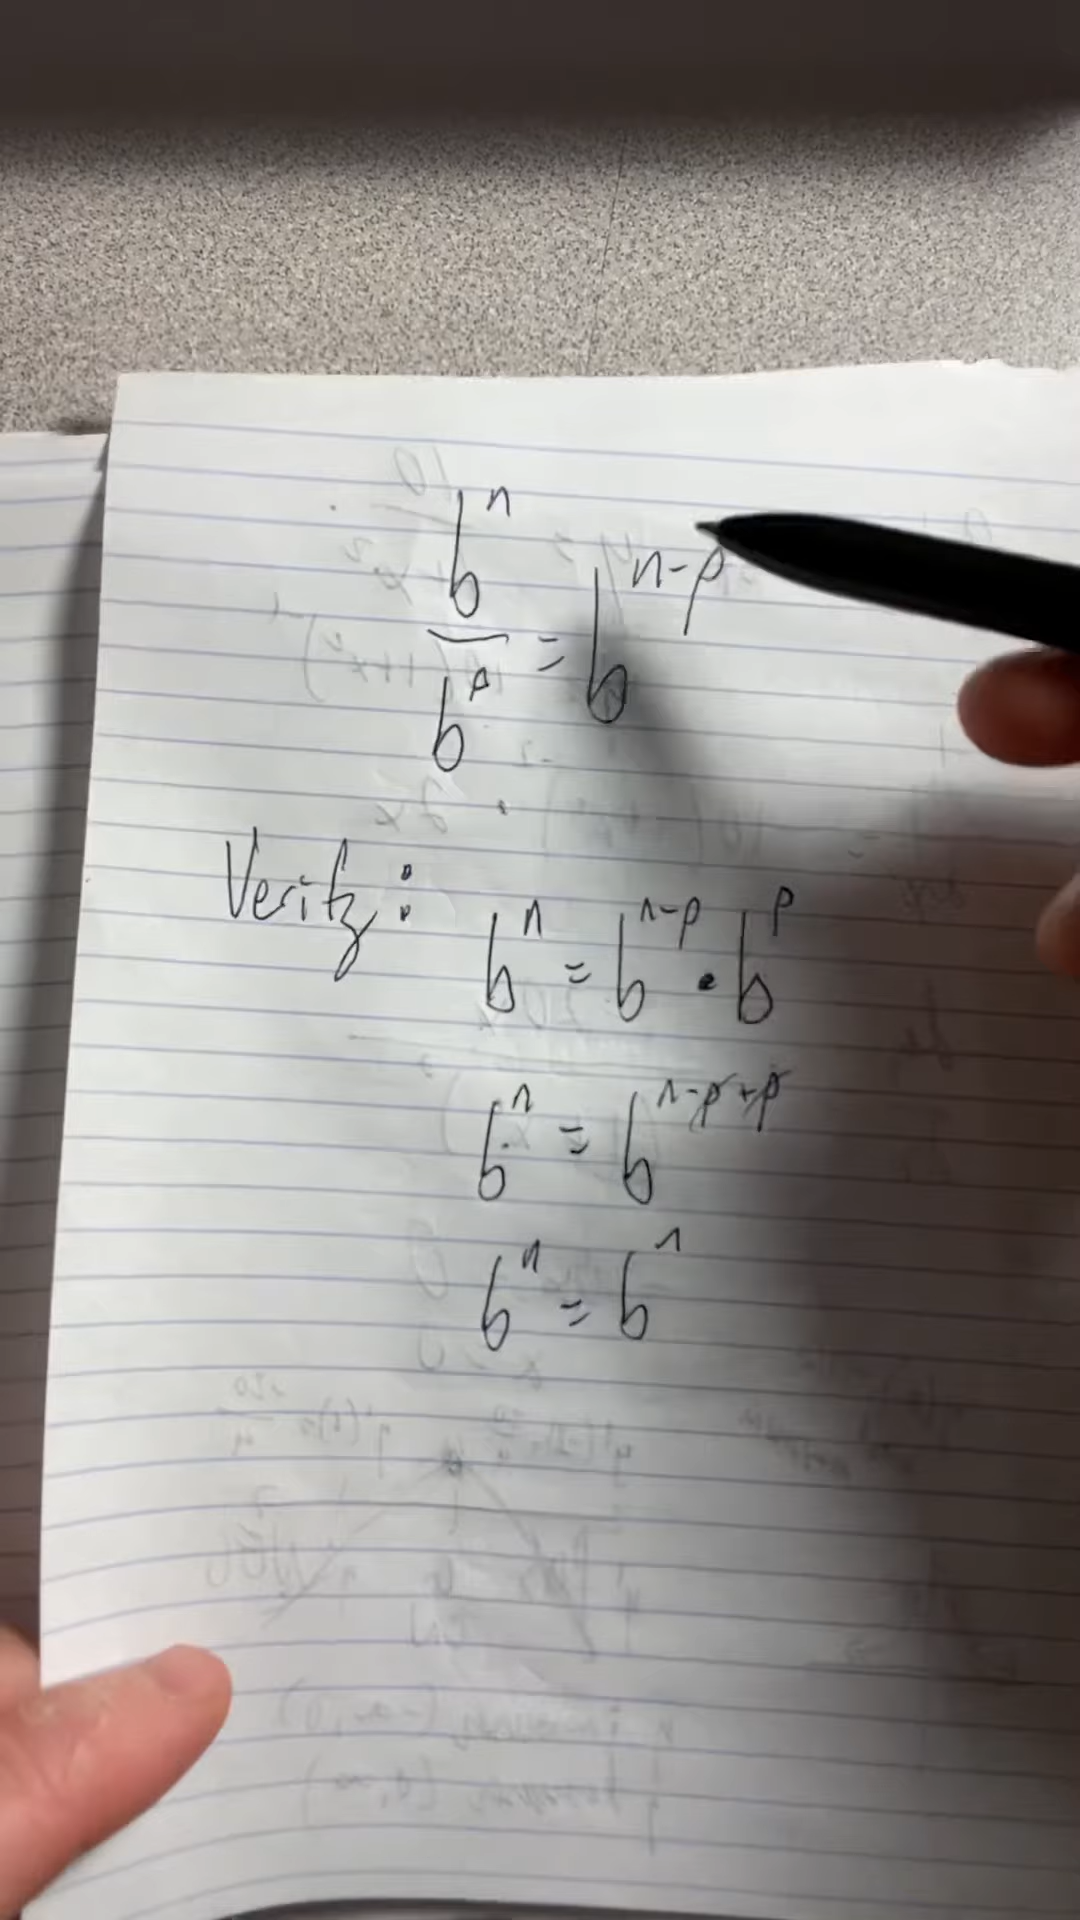 b^n / b^p = b^(n-p)
Verify:
b^n = b^(n-p) · b^p
b^n = b^(n-p+p)
b^n = b^n